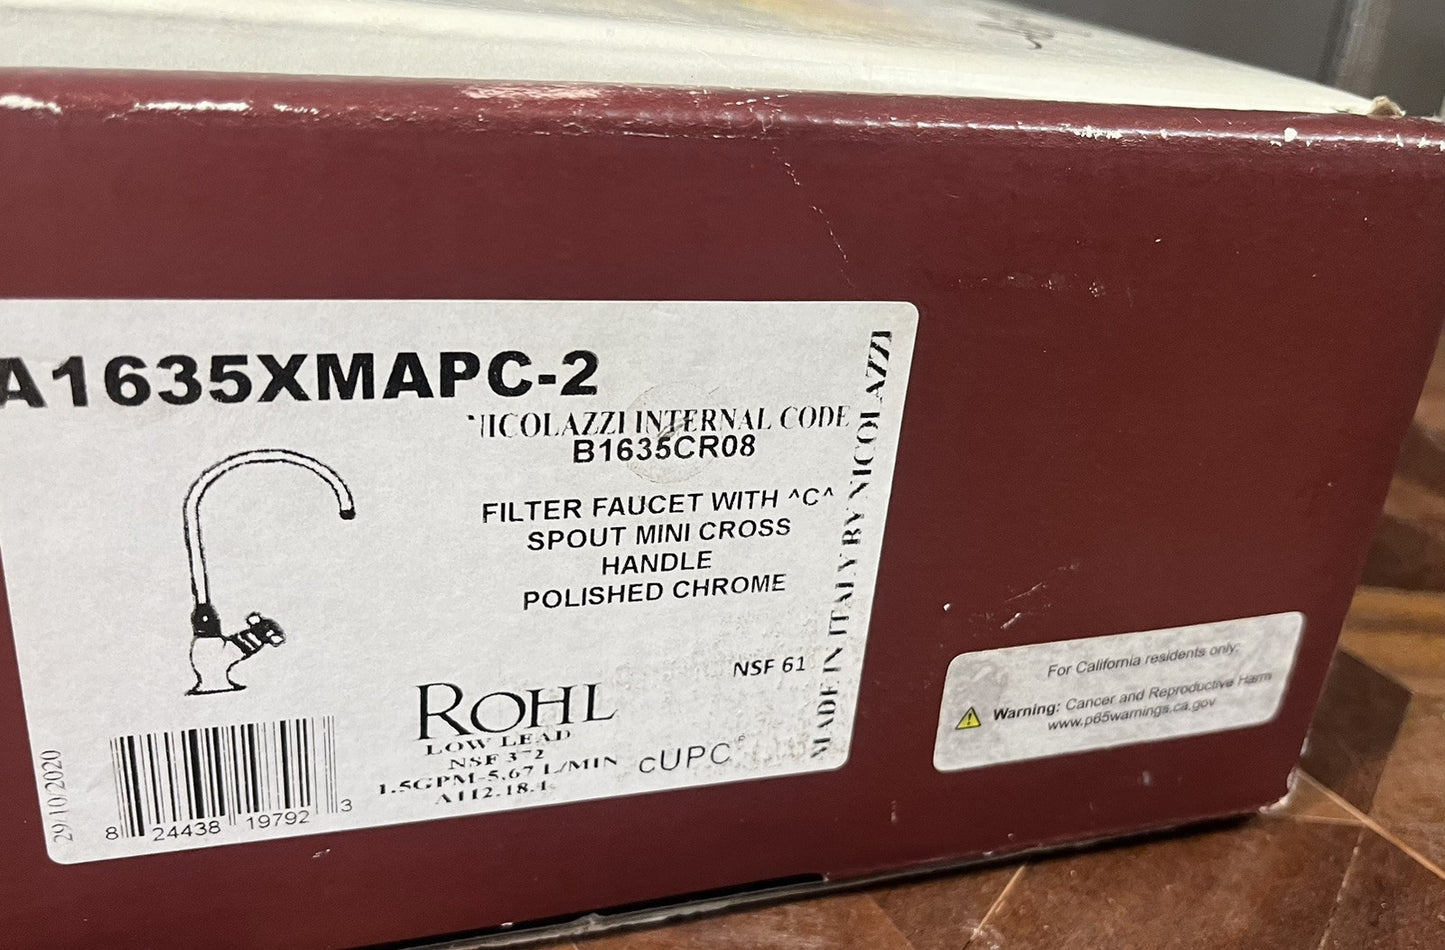 A1635XMAPC-2
NICOLAZZI INTERNAL CODE
B1635CR08
FILTER FAUCET WITH ^C^
SPOUT MINI CROSS
HANDLE
POLISHED CHROME
NSF 61
MADE IN ITALY BY NICOLAZZI
ROHL
LOW LEAD
NSF 372
1.5GPM-5.67 L/MIN
A112.18.1
cUPC®
29/10/2020
8 24438 19792 3
For California residents only:
Warning: Cancer and Reproductive Harm
www.p65warnings.ca.gov